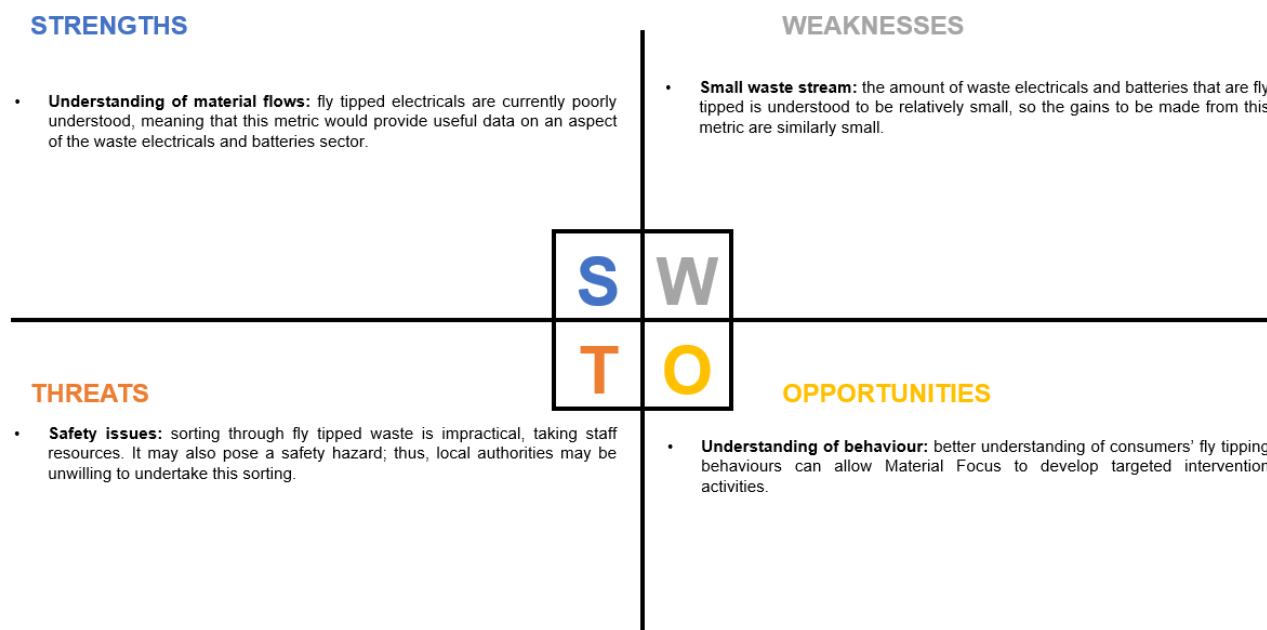 STRENGTHS
• Understanding of material flows: fly tipped electricals are currently poorly
understood, meaning that this metric would provide useful data on an aspect
of the waste electricals and batteries sector.
WEAKNESSES
• Small waste stream: the amount of waste electricals and batteries that are fly
tipped is understood to be relatively small, so the gains to be made from this
metric are similarly small.
S W
T O
THREATS
• Safety issues: sorting through fly tipped waste is impractical, taking staff
resources. It may also pose a safety hazard; thus, local authorities may be
unwilling to undertake this sorting.
OPPORTUNITIES
• Understanding of behaviour: better understanding of consumers’ fly tipping
behaviours can allow Material Focus to develop targeted intervention
activities.